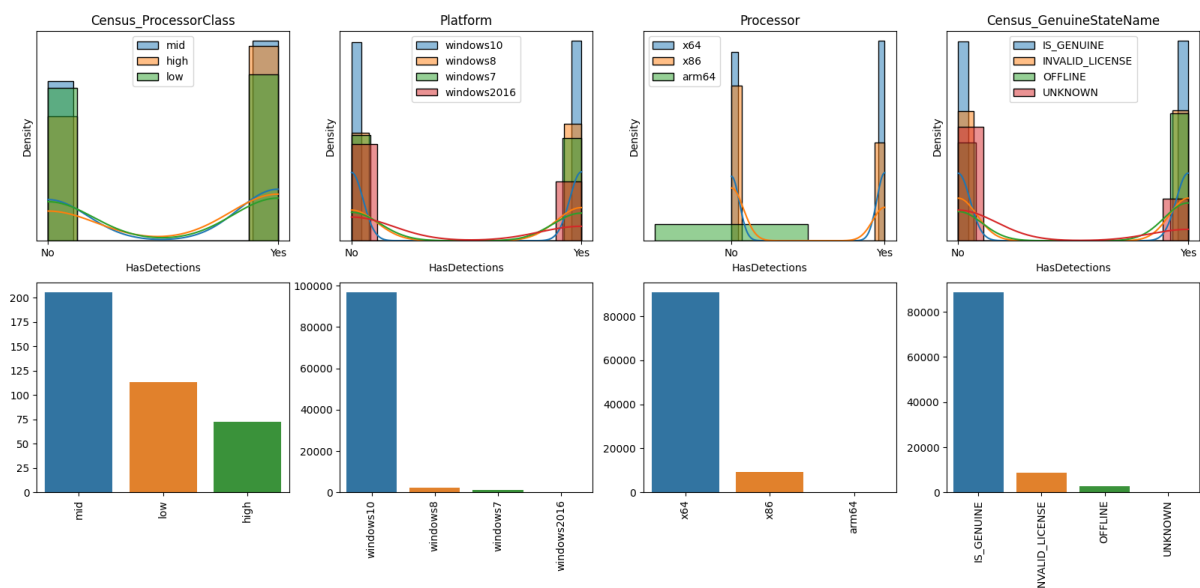 Census_ProcessorClass
mid
high
low
Density
No
Yes
HasDetections
Platform
windows10
windows8
windows7
windows2016
Density
No
Yes
HasDetections
Processor
x64
x86
arm64
Density
No
Yes
HasDetections
Census_GenuineStateName
IS_GENUINE
INVALID_LICENSE
OFFLINE
UNKNOWN
Density
No
Yes
HasDetections
200
175
150
125
100
75
50
25
0
mid
low
high
100000
80000
60000
40000
20000
0
windows10
windows8
windows7
windows2016
80000
60000
40000
20000
0
x64
x86
arm64
80000
60000
40000
20000
0
IS_GENUINE
INVALID_LICENSE
OFFLINE
UNKNOWN